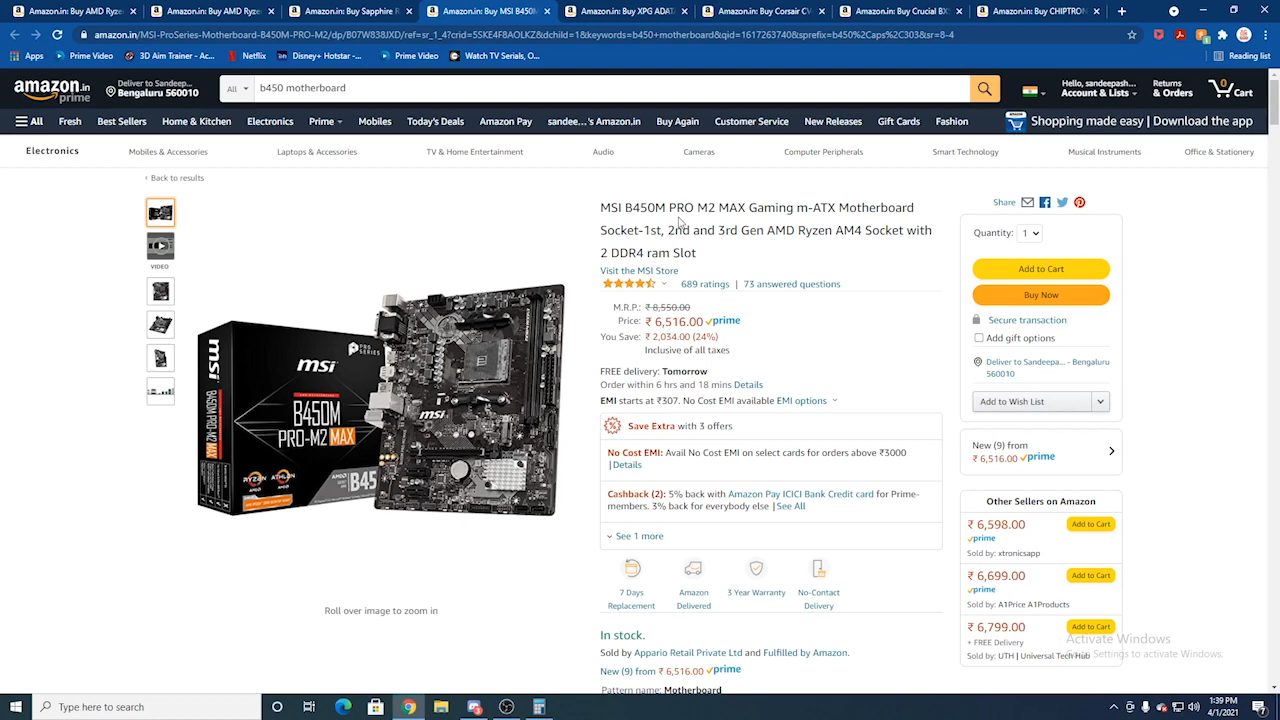 Amazon.in: Buy AMD Ryze
Amazon.in: Buy AMD Ryze
Amazon.in: Buy Sapphire F
MSI ProSeries Motherboard
Amazon.in: Buy XPG ADAT
Amazon.in: Buy Corsair CV
Amazon.in: Buy Crucial BX
Amazon.in: Buy CHIPTRON
amazon.in/MSI-ProSeries-Motherboard-B450-M-PRO-M2/dp/B07W838JXD/ref=sr_1_4?crid=5SKE4F8AOLKZ&dchild=1&keywords=b450+motherboard&qid=1617263740&sprefix=b450%2Caps%2C303&sr=8-4
Apps
Prime Video
3D Aim Trainer - Ac...
Netflix
Disney+ Hotstar -...
Prime Video
Watch TV Serials, O...
Reading list
amazon.in
prime
Deliver to Sandeep...
Bengaluru 560010
All
b450 motherboard
Hello, sandeepash...
Account & Lists
Returns
& Orders
0
Cart
All
Fresh
Best Sellers
Home & Kitchen
Electronics
Prime
Mobiles
Today's Deals
Amazon Pay
sandee...'s Amazon.in
Buy Again
Customer Service
New Releases
Gift Cards
Fashion
Shopping made easy | Download the app
Electronics
Mobiles & Accessories
Laptops & Accessories
TV & Home Entertainment
Audio
Cameras
Computer Peripherals
Smart Technology
Musical Instruments
Office & Stationery
‹ Back to results
VIDEO
msi
PRO SERIES
msi
B450M
PRO-M2 MAX
RYZEN
ATHLON
AMD
B45
msi
Roll over image to zoom in
MSI B450M PRO M2 MAX Gaming m-ATX Motherboard
Socket-1st, 2nd and 3rd Gen AMD Ryzen AM4 Socket with
2 DDR4 ram Slot
Visit the MSI Store
689 ratings | 73 answered questions
M.R.P.: ₹ 8,550.00
Price: ₹ 6,516.00 prime
You Save: ₹ 2,034.00 (24%)
Inclusive of all taxes
FREE delivery: Tomorrow
Order within 6 hrs and 18 mins Details
EMI starts at ₹307. No Cost EMI available EMI options
Save Extra with 3 offers
No Cost EMI: Avail No Cost EMI on select cards for orders above ₹3000
| Details
Cashback (2): 5% back with Amazon Pay ICICI Bank Credit card for Prime-
members. 3% back for everybody else | See All
See 1 more
7 Days
Replacement
Amazon
Delivered
3 Year Warranty
No-Contact
Delivery
In stock.
Sold by Appario Retail Private Ltd and Fulfilled by Amazon.
New (9) from ₹ 6,516.00 prime
Pattern name: Motherboard
Share
Quantity: 1
Add to Cart
Buy Now
Secure transaction
Add gift options
Deliver to Sandeepa... - Bengaluru
560010
Add to Wish List
New (9) from
₹ 6,516.00 prime
Other Sellers on Amazon
₹ 6,598.00
Add to Cart
prime
Sold by: xtronicsapp
₹ 6,699.00
Add to Cart
prime
Sold by: A1Price A1Products
₹ 6,799.00
Add to Cart
+ FREE Delivery
Sold by: UTH | Universal Tech Hub
Activate Windows
Go to Settings to activate Windows.
Type here to search
1:39 PM
4/1/2021